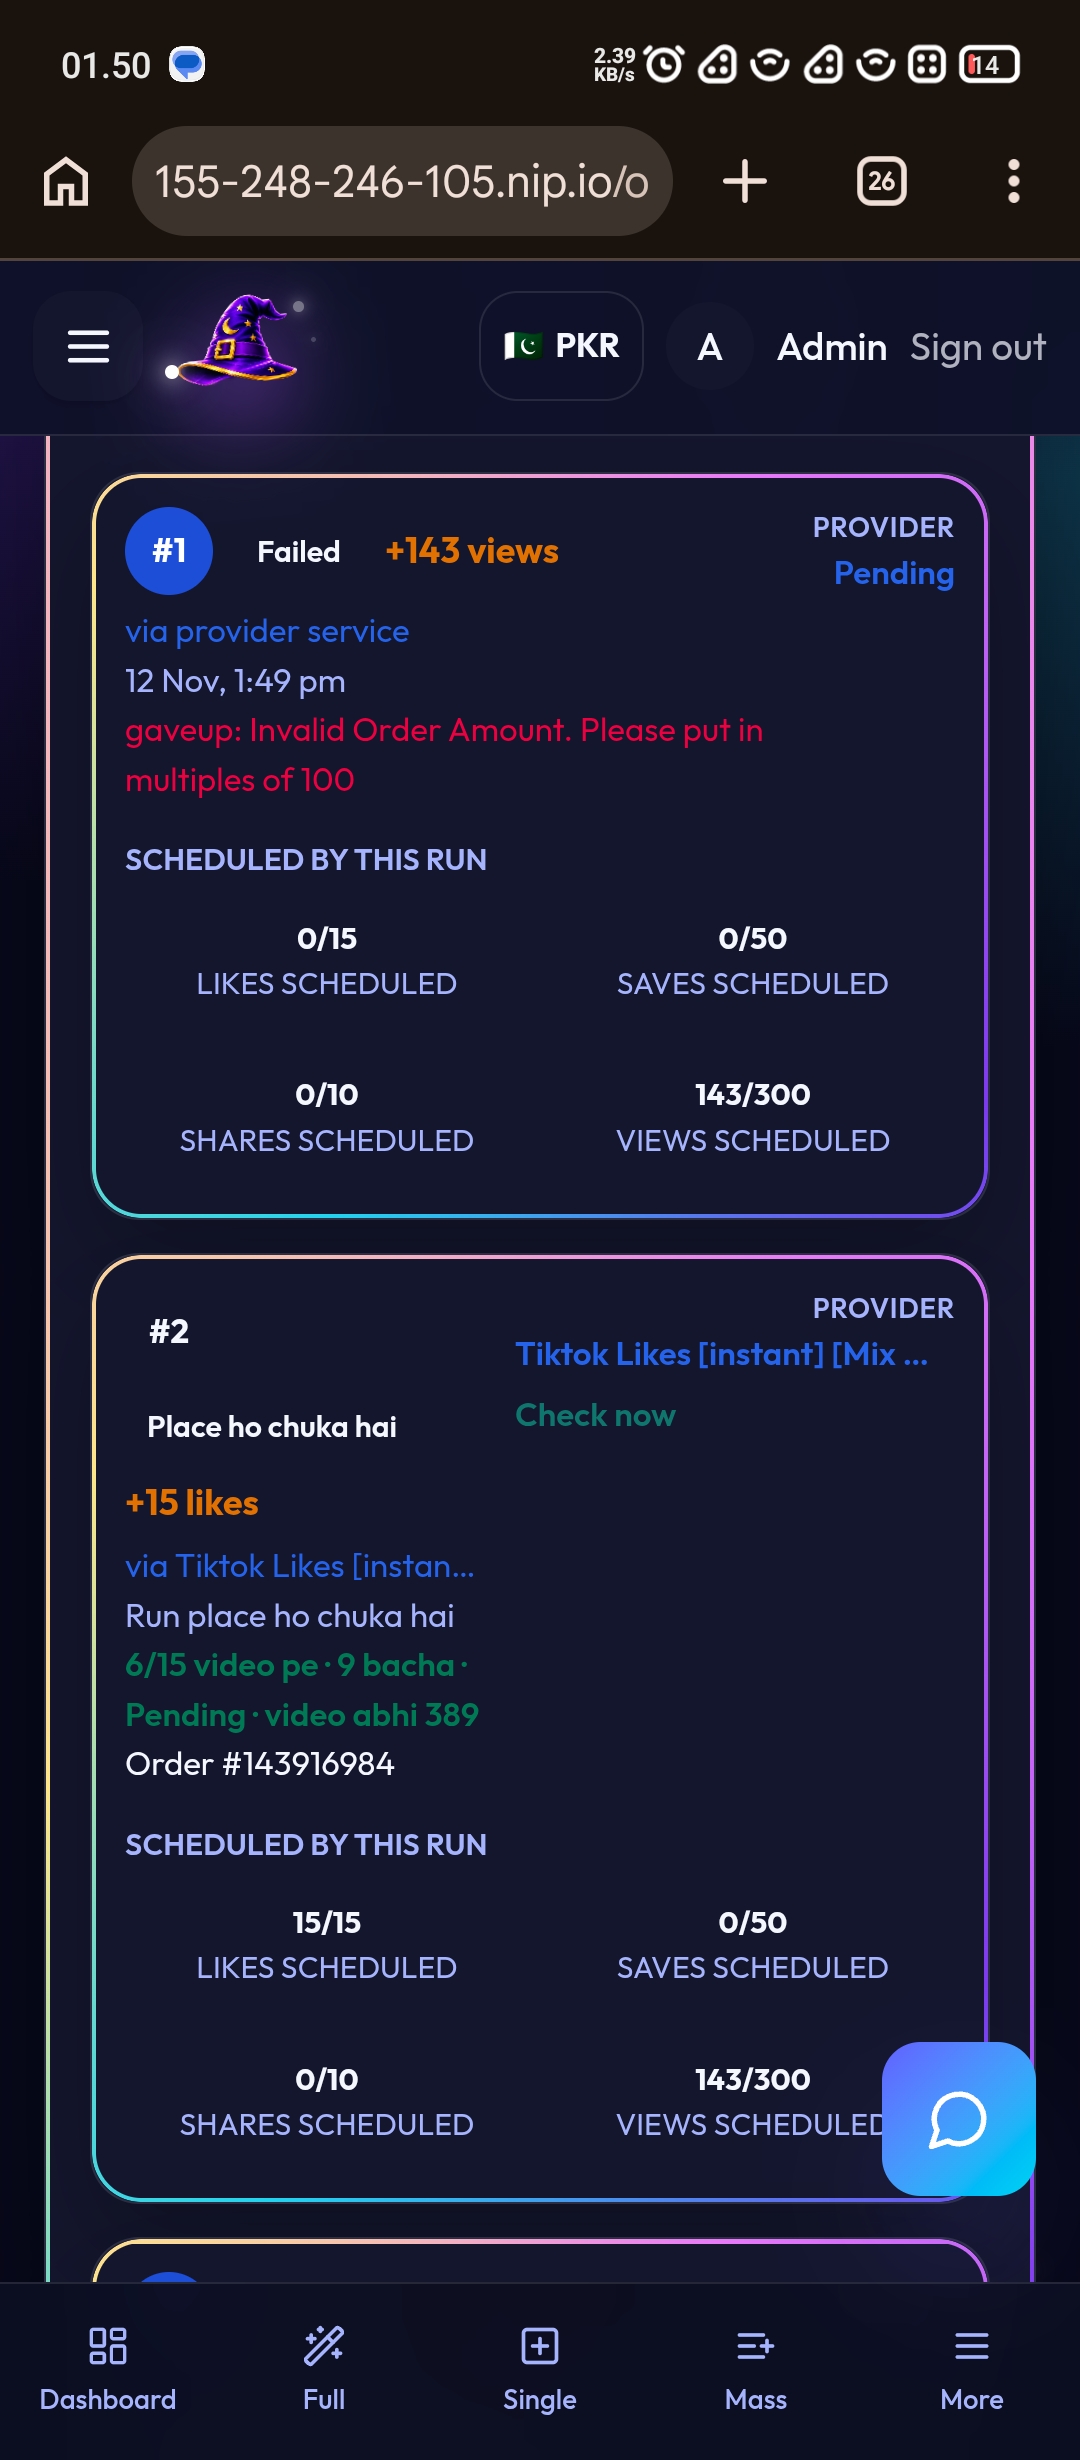 01.50
2.39
KB/s
14
155-248-246-105.nip.io/o
26
PKR
A
Admin
Sign out
#1
Failed
+143 views
PROVIDER
Pending
via provider service
12 Nov, 1:49 pm
gaveup: Invalid Order Amount. Please put in
multiples of 100
SCHEDULED BY THIS RUN
0/15
0/50
LIKES SCHEDULED
SAVES SCHEDULED
0/10
143/300
SHARES SCHEDULED
VIEWS SCHEDULED
PROVIDER
#2
Tiktok Likes [instant] [Mix ...
Check now
Place ho chuka hai
+15 likes
via Tiktok Likes [instan...
Run place ho chuka hai
6/15 video pe · 9 bacha ·
Pending · video abhi 389
Order #143916984
SCHEDULED BY THIS RUN
15/15
0/50
LIKES SCHEDULED
SAVES SCHEDULED
0/10
143/300
SHARES SCHEDULED
VIEWS SCHEDULED
Dashboard
Full
Single
Mass
More